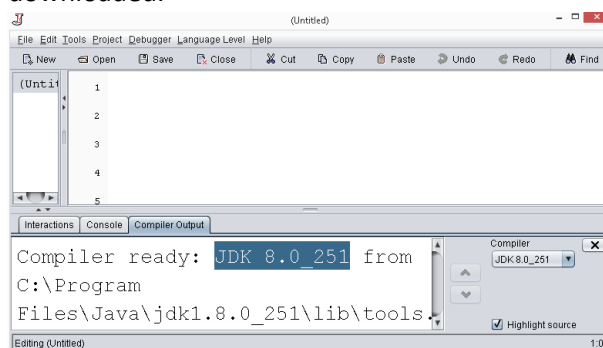 (Untitled)
File Edit Tools Project Debugger Language Level Help
New Open Save Close Cut Copy Paste Undo Redo Find
(Untit
1
2
3
4
5
Interactions Console Compiler Output
Compiler ready: JDK 8.0_251 from
C:\Program
Files\Java\jdk1.8.0_251\lib\tools.
Compiler
JDK 8.0_251
Highlight source
Editing (Untitled) 1:0